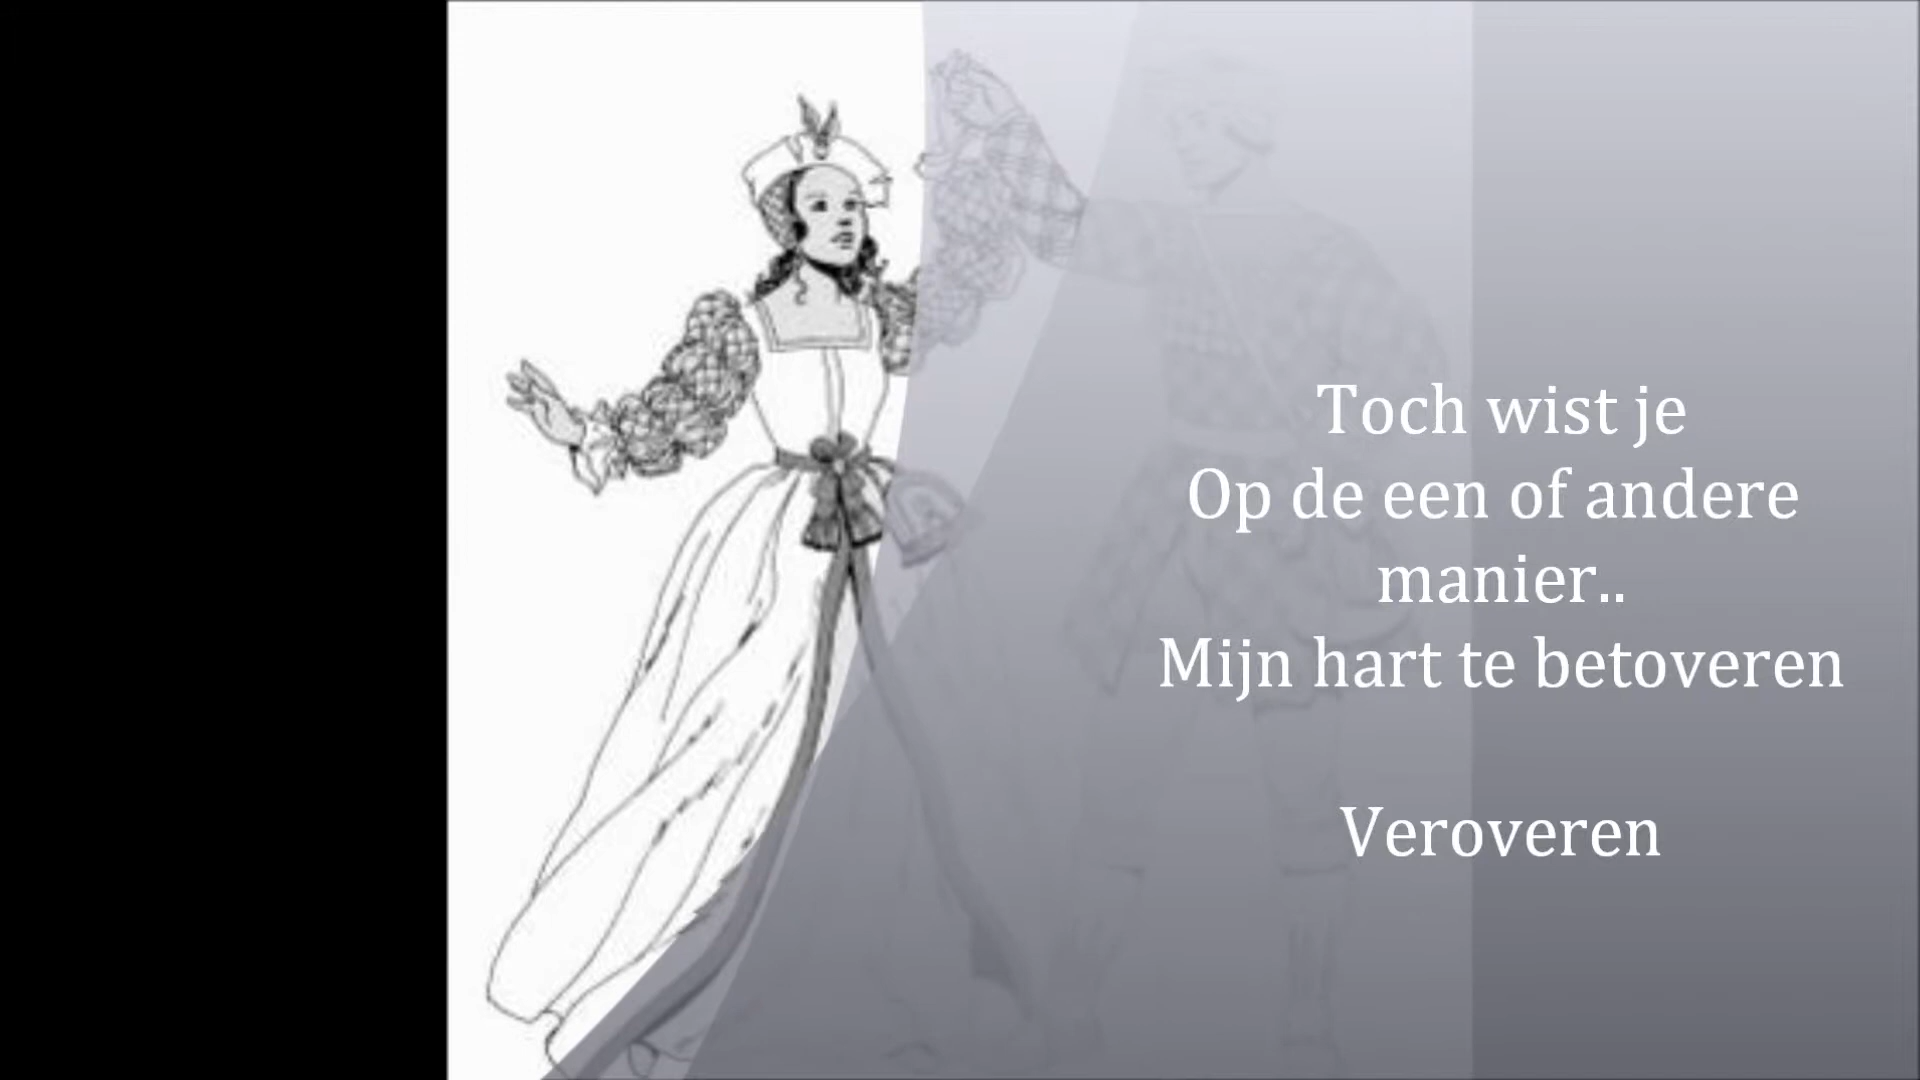 Toch wist je
Op de een of andere
manier..
Mijn hart te betoveren
Veroveren